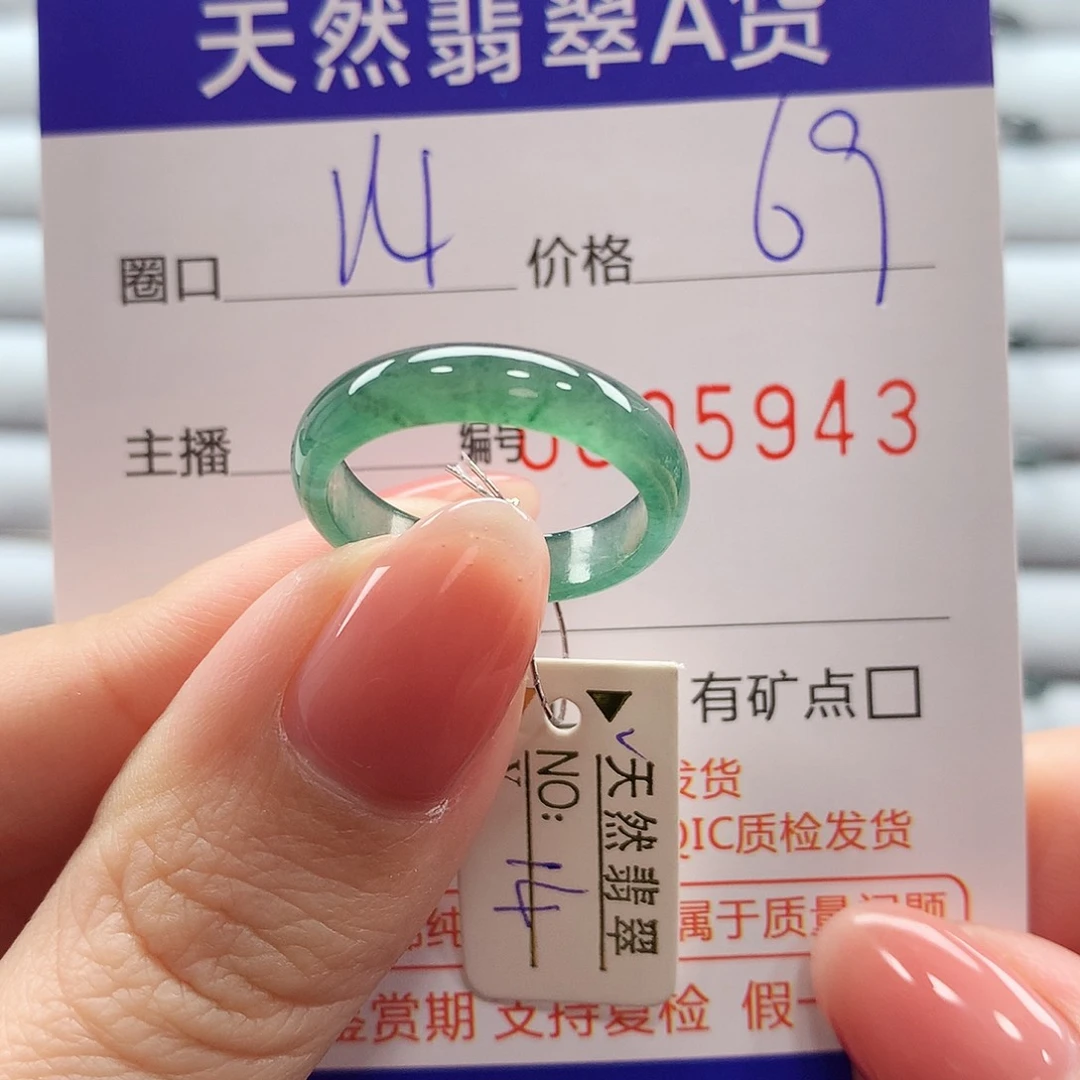 天然翡翠A货
圈口 14 价格 69
主播 编号 5943
有矿点□
发货
QIC质检发货
属于质量问题
鉴赏期 支持复检 假一
天然翡翠
NO: 14